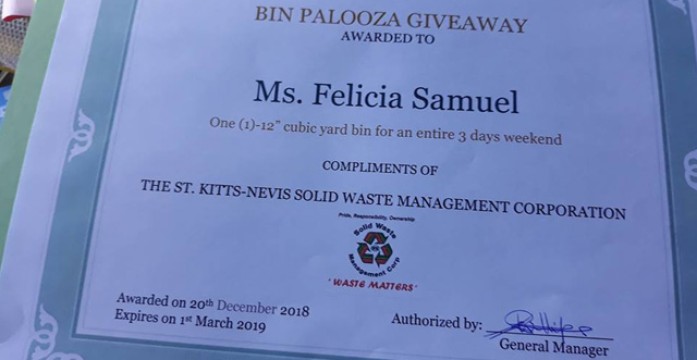 BIN PALOOZA GIVEAWAY
AWARDED TO
Ms. Felicia Samuel
One (1)-12" cubic yard bin for an entire 3 days weekend
COMPLIMENTS OF
THE ST. KITTS-NEVIS SOLID WASTE MANAGEMENT CORPORATION
Pride, Responsibility, Ownership
Solid Waste
Management Corp
'WASTE MATTERS'
Awarded on 20th December 2018
Expires on 1st March 2019
Authorized by:
General Manager